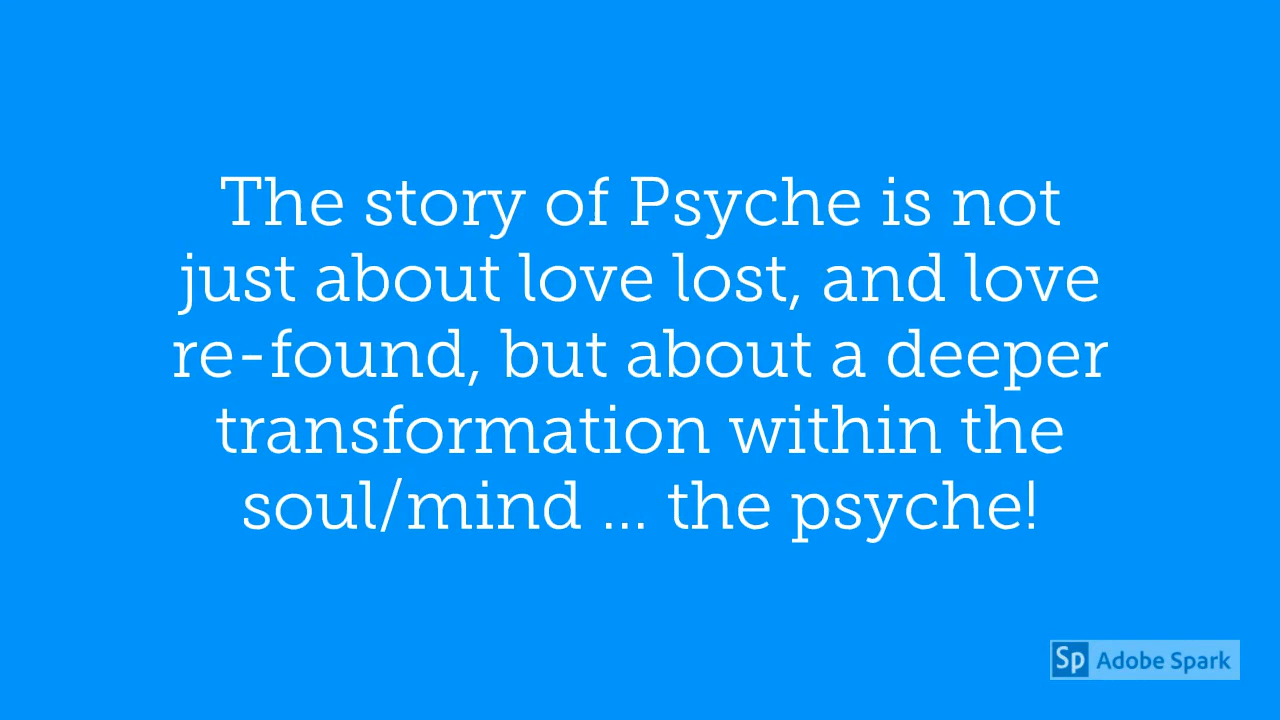 The story of Psyche is not
just about love lost, and love
re-found, but about a deeper
transformation within the
soul/mind ... the psyche!
Sp Adobe Spark